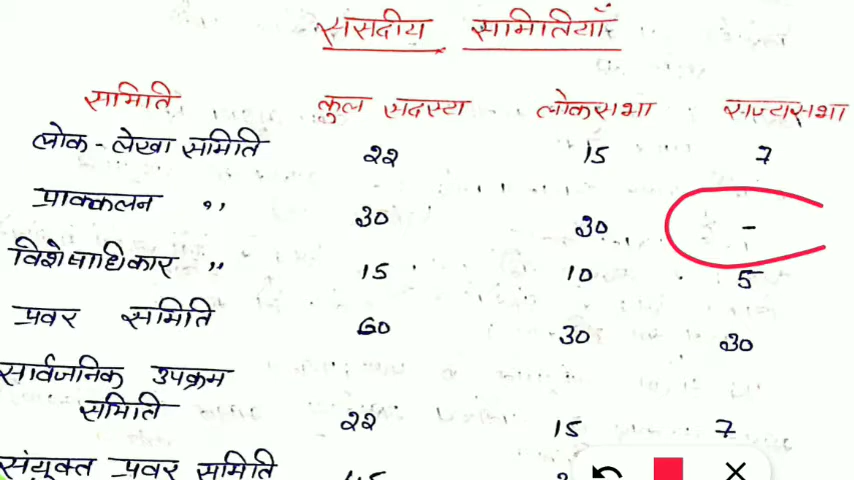 संसदीय समितियाँ
समिति कुल सदस्य लोकसभा राज्यसभा
लोक-लेखा समिति 22 15 7
प्राक्कलन ,, 30 30 -
विशेषाधिकार ,, 15 10 5
प्रवर समिति 60 30 30
सार्वजनिक उपक्रम
समिति 22 15 7
संयुक्त प्रवर समिति